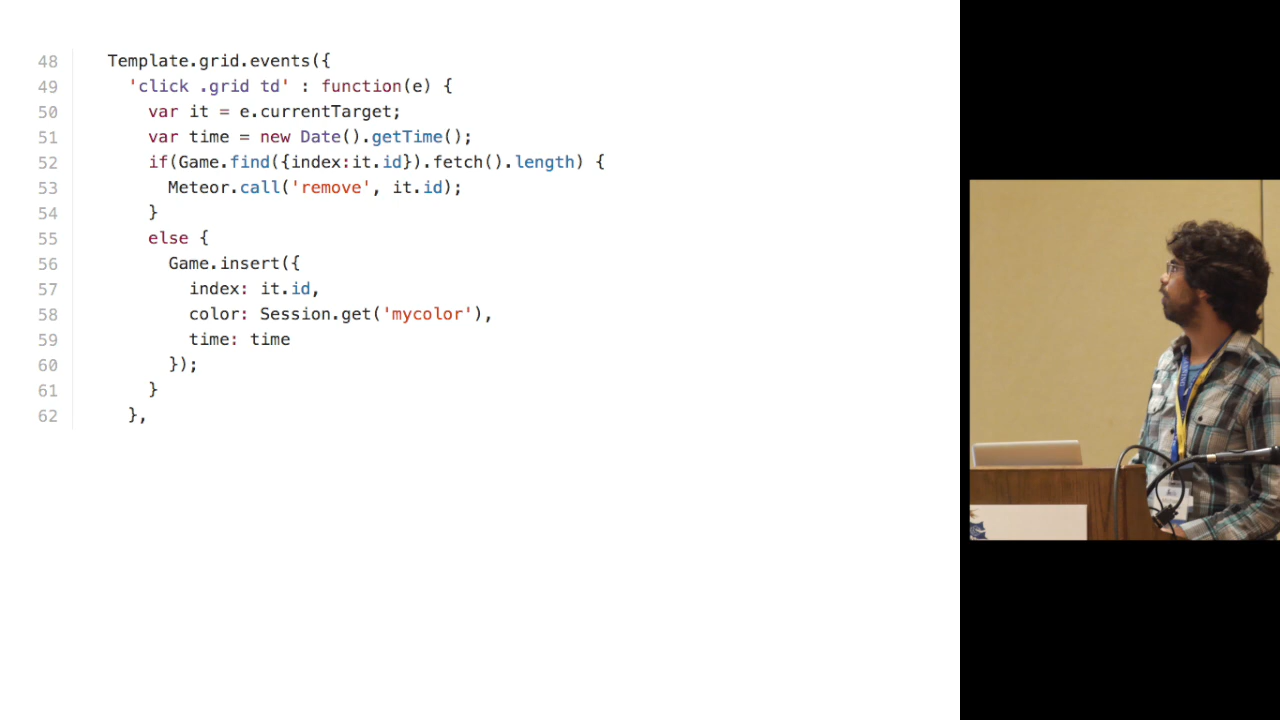 48 Template.grid.events({
49 'click .grid td' : function(e) {
50 var it = e.currentTarget;
51 var time = new Date().getTime();
52 if(Game.find({index:it.id}).fetch().length) {
53 Meteor.call('remove', it.id);
54 }
55 else {
56 Game.insert({
57 index: it.id,
58 color: Session.get('mycolor'),
59 time: time
60 });
61 }
62 },